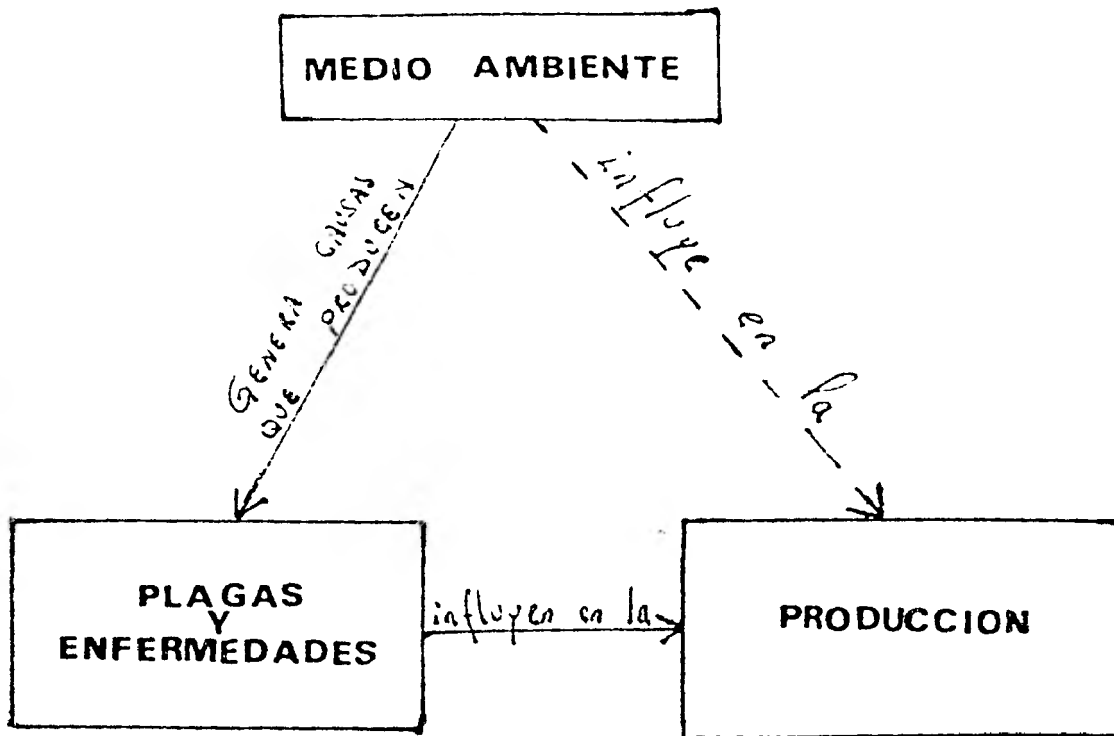 MEDIO AMBIENTE
GENERA CAUSAS
QUE PRODUCEN
influye en la
PLAGAS
Y
ENFERMEDADES
influyen en la
PRODUCCION